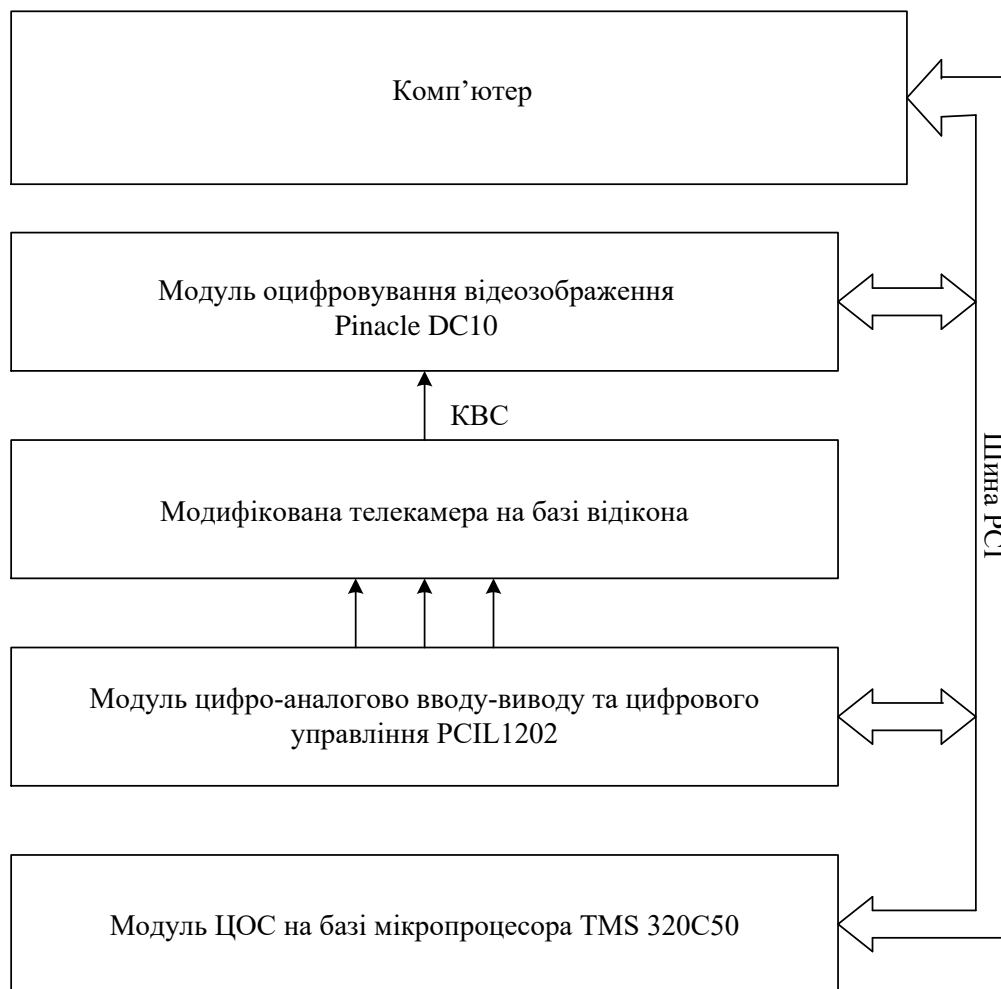 Комп’ютер
Модуль оцифровування відеозображення
Pinacle DC10
КВС
Модифікована телекамера на базі відікона
Шина PCI
Модуль цифро-аналогово вводу-виводу та цифрового
управління PCIL1202
Модуль ЦОС на базі мікропроцесора TMS 320C50